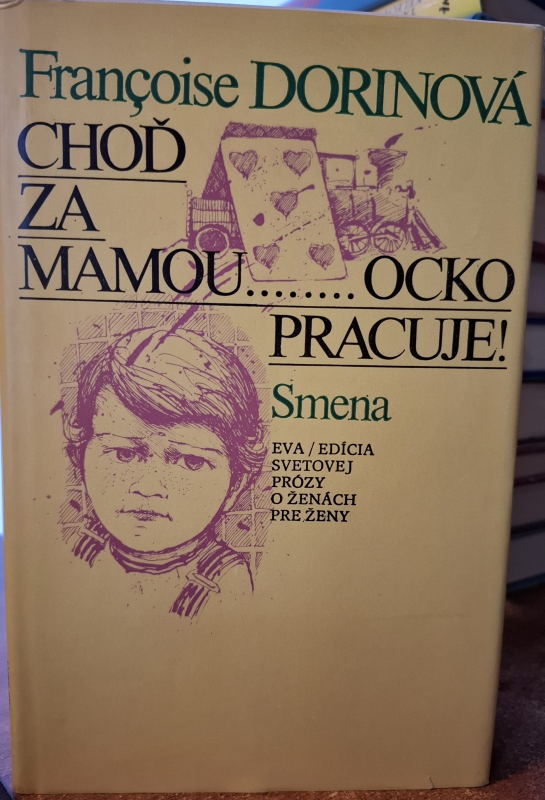 Françoise DORINOVÁ
CHOĎ
ZA
MAMOU........OCKO
PRACUJE!
Smena
EVA / EDÍCIA
SVETOVEJ
PRÓZY
O ŽENÁCH
PRE ŽENY